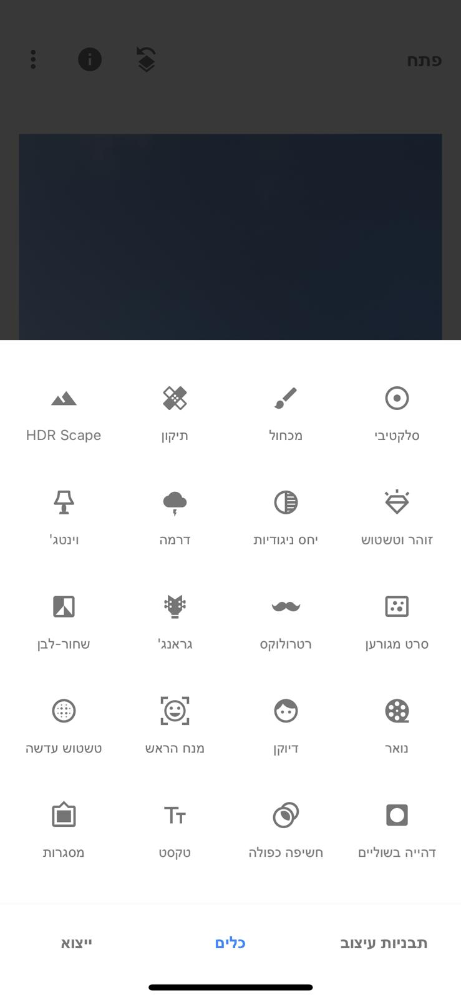 פתח
סלקטיבי
מכחול
תיקון
HDR Scape
זוהר וטשטוש
יחס ניגודיות
דרמה
וינטג'
סרט מגורען
רטרולוקס
גראנג'
שחור-לבן
נואר
דיוקן
מנח הראש
טשטוש עדשה
דהייה בשוליים
חשיפה כפולה
טקסט
מסגרות
תבניות עיצוב
כלים
ייצוא